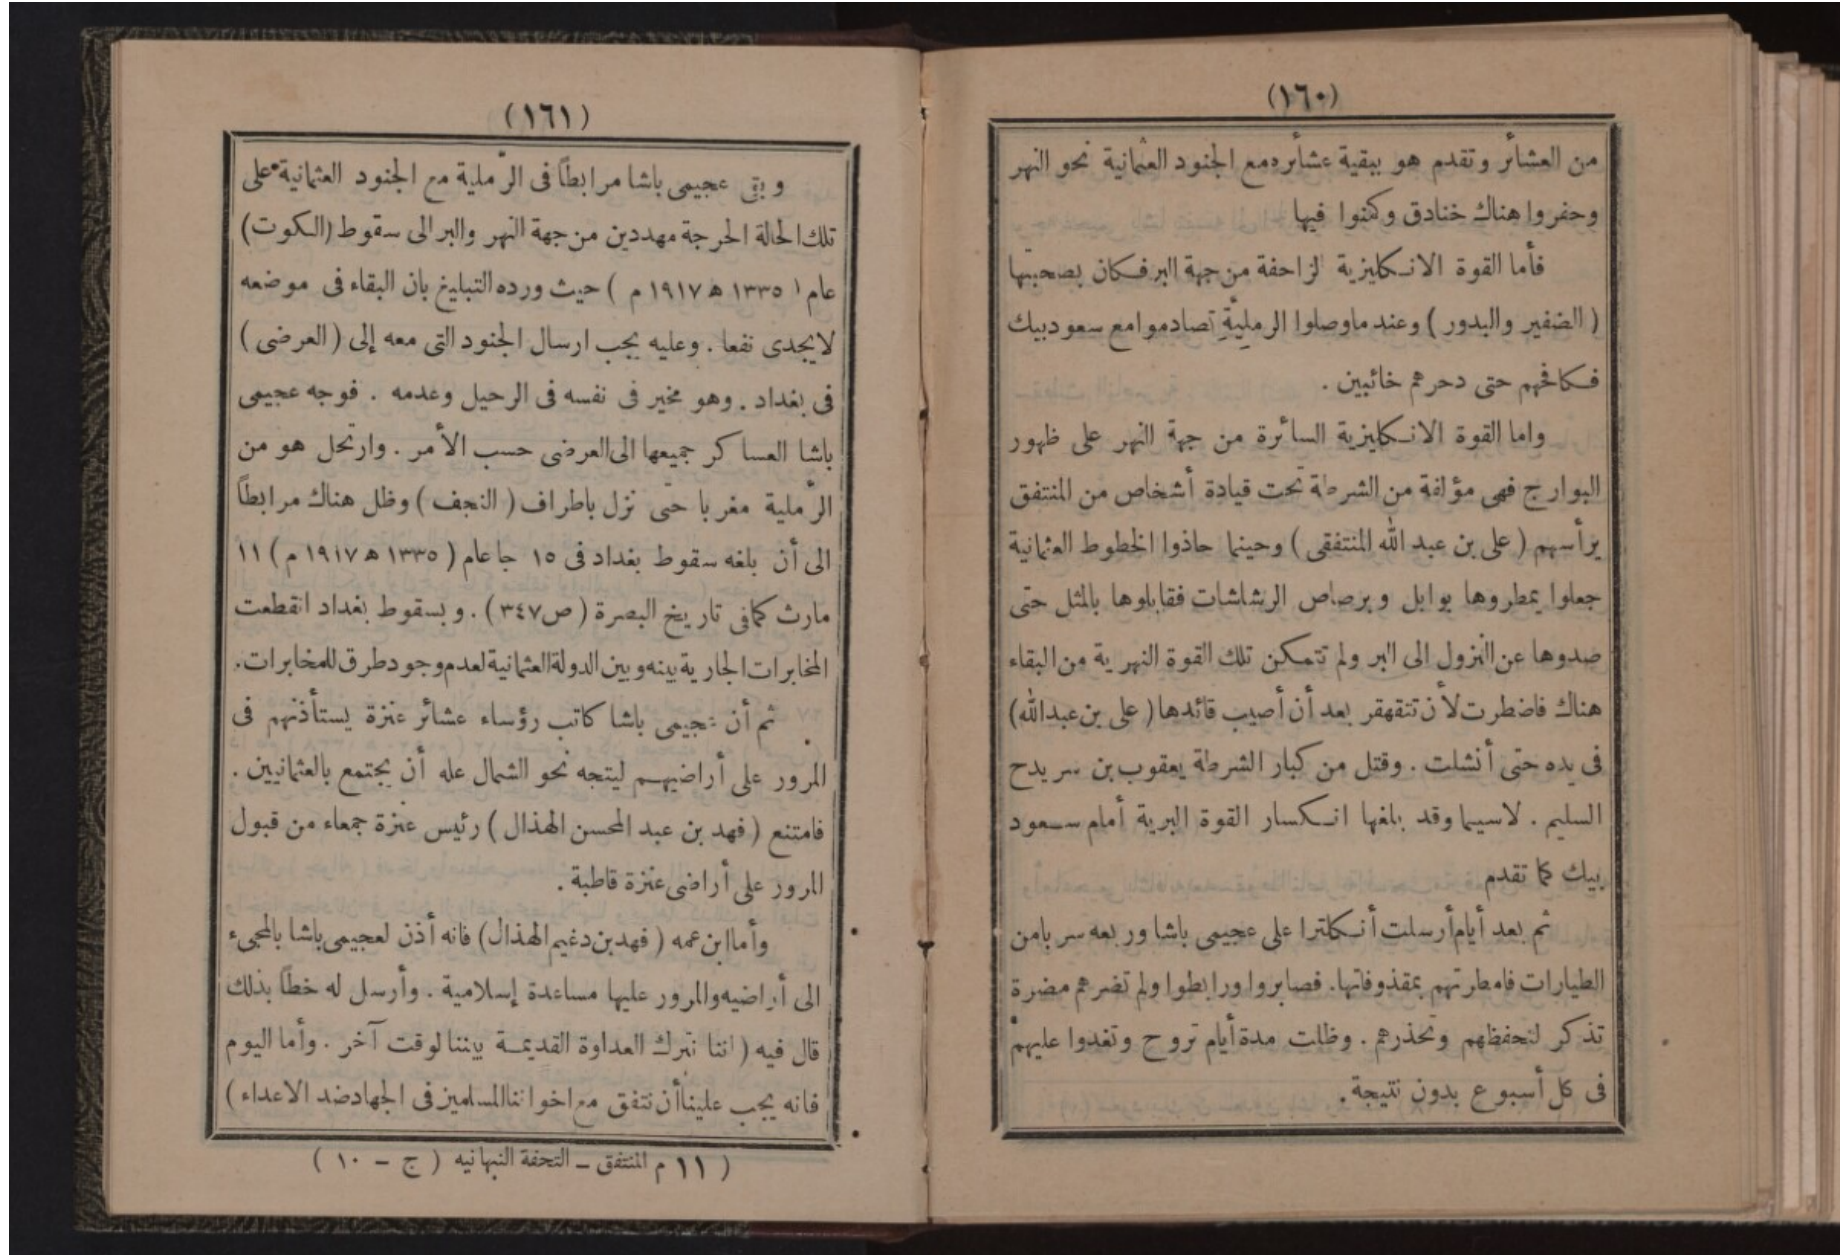 (١٦٠)
من العشائر وتقدم هو ببقية عشائره مع الجنود العثمانية نحو النهر
وحفروا هناك خنادق وكمنوا فيها
فأما القوة الانكليزية الزاحفة من جهة البر فكان بصحبتها
( الضفير والبدور ) وعند ماوصلوا الرمليَّةِ تصادموا مع سعود بيك
فكافحهم حتى دحرهم خائبين .
واما القوة الانكليزية السائرة من جهة النهر على ظهور
البوارج فهى مؤلفة من الشرطة تحت قيادة أشخاص من المنتفق
يرأسهم ( على بن عبد الله المنتفقى ) وحينما حاذوا الخطوط العثمانية
جعلوا يمطروها بوابل وبرصاص الرشاشات فقابلوها بالمثل حتى
صدوها عن النزول الى البر ولم تتمكن تلك القوة النهرية من البقاء
هناك فاضطرت لأن تتقهقر بعد أن أصيب قائدها ( على بن عبدالله )
فى يده حتى أنشلت . وقتل من كبار الشرطة يعقوب بن سريدح
السليم . لاسيما وقد بلغها انكسار القوة البرية أمام سعود
بيك كما تقدم
ثم بعد أيام أرسلت أنكلترا على عجيمى باشا وربعه سربا من
الطيارات فامطرتهم بمقذوفاتها. فصابروا ورابطوا ولم تضرهم مضرة
تذكر لتحفظهم وتحذرهم . وظلت مدة أيام تروح وتغدوا عليهم
فى كل أسبوع بدون نتيجة .
(١٦١)
وبقى عجيمى باشا مرابطاً فى الرّملية مع الجنود العثمانية على
تلك الحالة الحرجة مهددين من جهة النهر والبر الى سقوط (الكوت)
عام ( ١٣٣٥ ه ١٩١٧ م ) حيث ورده التبليغ بان البقاء فى موضعه
لايجدى نفعا . وعليه يجب ارسال الجنود التى معه إلى ( العرضى )
فى بغداد . وهو مخير فى نفسه فى الرحيل وعدمه . فوجه عجيمى
باشا العساكر جميعها الى العرضى حسب الأمر . وارتحل هو من
الرّملية مغربا حتى نزل باطراف ( النجف ) وظل هناك مرابطاً
الى أن بلغه سقوط بغداد فى ١٥ جا عام ( ١٣٣٥ ه ١٩١٧ م ) ١١
مارث كما فى تاريخ البصرة ( ص ٣٤٧ ) . وبسقوط بغداد انقطعت
المخابرات الجارية بينه وبين الدولة العثمانية لعدم وجود طرق للمخابرات.
ثم أن عجيمى باشا كاتب رؤساء عشائر عنزة يستأذنهم فى
المرور على أراضيهم ليتجه نحو الشمال عله أن يجتمع بالعثمانيين .
فامتنع ( فهد بن عبد المحسن الهذال ) رئيس عنزة جمعاء من قبول
المرور على أراضى عنزة قاطبة .
وأما ابن عمه ( فهد بن دغيم الهذال ) فانه أذن لعجيمى باشا بالمجىء
الى أراضيه والمرور عليها مساعدة إسلامية . وأرسل له خطاً بذلك
قال فيه ( اننا نترك العداوة القديمة بيننا لوقت آخر . وأما اليوم
فانه يجب علينا أن نتفق مع اخواننا المسلمين فى الجهاد ضد الاعداء )
( ١١ م المنتفق ــ التحفة النبهانيه ( ج ــ ١٠ )